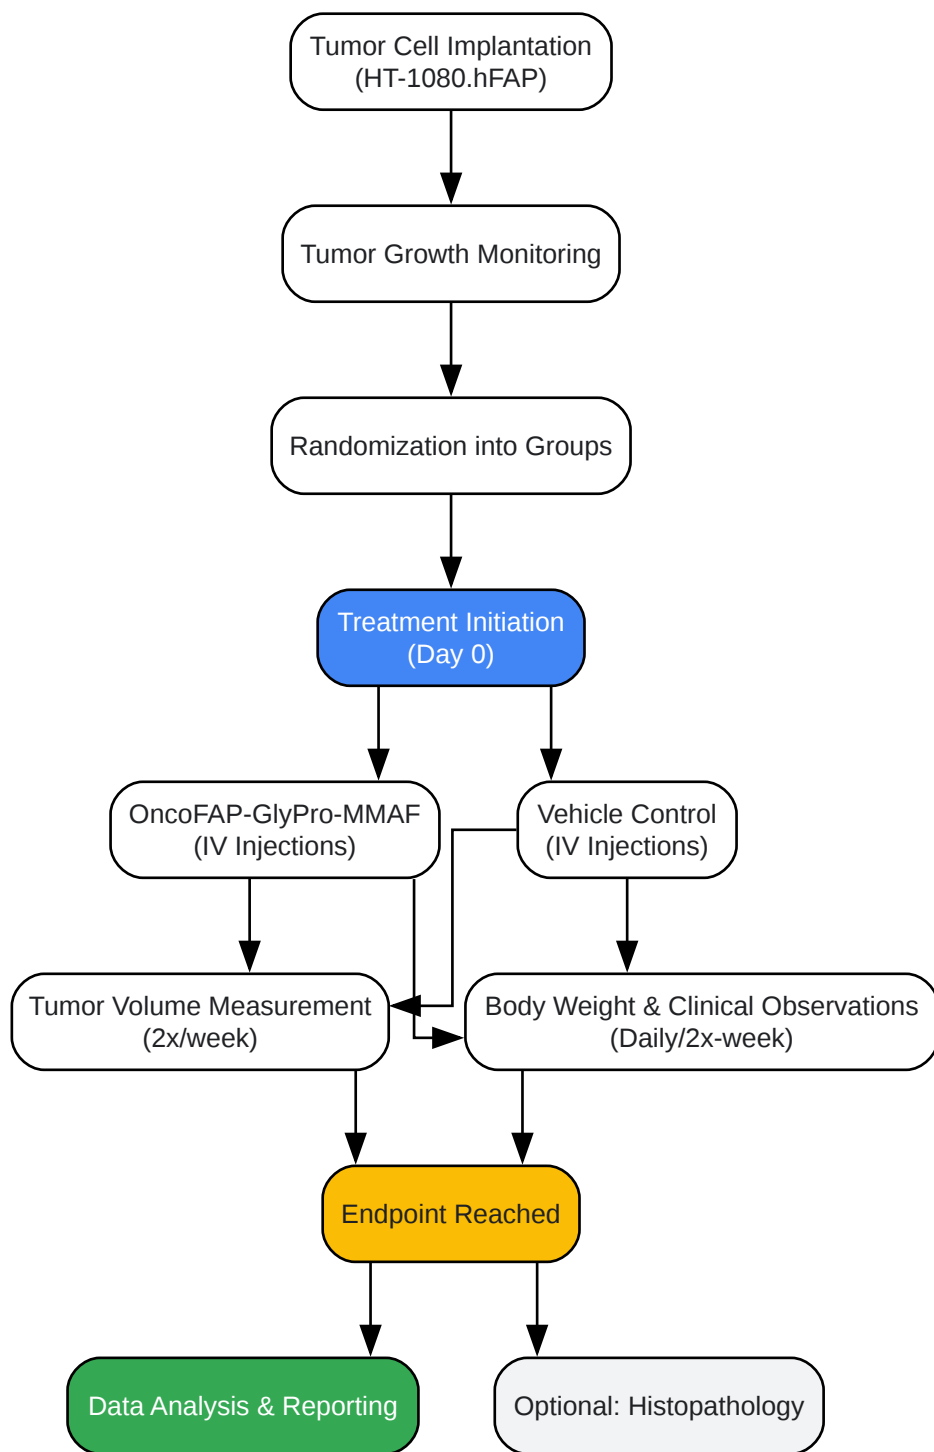 Tumor Cell Implantation
(HT-1080.hFAP)
Tumor Growth Monitoring
Randomization into Groups
Treatment Initiation
(Day 0)
OncoFAP-GlyPro-MMAF
(IV Injections)
Vehicle Control
(IV Injections)
Tumor Volume Measurement
(2x/week)
Body Weight & Clinical Observations
(Daily/2x-week)
Endpoint Reached
Data Analysis & Reporting
Optional: Histopathology